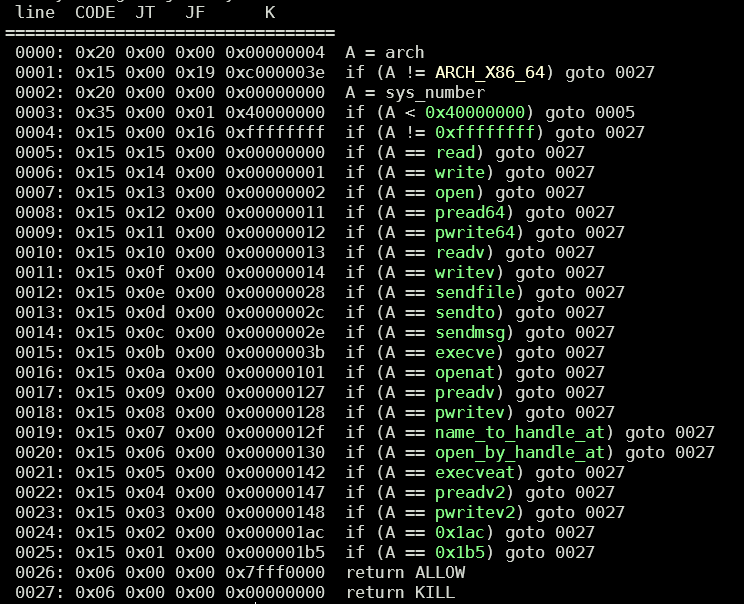 line  CODE  JT   JF      K
=================================
0000: 0x20 0x00 0x00 0x00000004  A = arch
0001: 0x15 0x00 0x19 0xc000003e  if (A != ARCH_X86_64) goto 0027
0002: 0x20 0x00 0x00 0x00000000  A = sys_number
0003: 0x35 0x00 0x01 0x40000000  if (A < 0x40000000) goto 0005
0004: 0x15 0x00 0x16 0xffffffff  if (A != 0xffffffff) goto 0027
0005: 0x15 0x15 0x00 0x00000000  if (A == read) goto 0027
0006: 0x15 0x14 0x00 0x00000001  if (A == write) goto 0027
0007: 0x15 0x13 0x00 0x00000002  if (A == open) goto 0027
0008: 0x15 0x12 0x00 0x00000011  if (A == pread64) goto 0027
0009: 0x15 0x11 0x00 0x00000012  if (A == pwrite64) goto 0027
0010: 0x15 0x10 0x00 0x00000013  if (A == readv) goto 0027
0011: 0x15 0x0f 0x00 0x00000014  if (A == writev) goto 0027
0012: 0x15 0x0e 0x00 0x00000028  if (A == sendfile) goto 0027
0013: 0x15 0x0d 0x00 0x0000002c  if (A == sendto) goto 0027
0014: 0x15 0x0c 0x00 0x0000002e  if (A == sendmsg) goto 0027
0015: 0x15 0x0b 0x00 0x0000003b  if (A == execve) goto 0027
0016: 0x15 0x0a 0x00 0x00000101  if (A == openat) goto 0027
0017: 0x15 0x09 0x00 0x00000127  if (A == preadv) goto 0027
0018: 0x15 0x08 0x00 0x00000128  if (A == pwritev) goto 0027
0019: 0x15 0x07 0x00 0x0000012f  if (A == name_to_handle_at) goto 0027
0020: 0x15 0x06 0x00 0x00000130  if (A == open_by_handle_at) goto 0027
0021: 0x15 0x05 0x00 0x00000142  if (A == execveat) goto 0027
0022: 0x15 0x04 0x00 0x00000147  if (A == preadv2) goto 0027
0023: 0x15 0x03 0x00 0x00000148  if (A == pwritev2) goto 0027
0024: 0x15 0x02 0x00 0x000001ac  if (A == 0x1ac) goto 0027
0025: 0x15 0x01 0x00 0x000001b5  if (A == 0x1b5) goto 0027
0026: 0x06 0x00 0x00 0x7fff0000  return ALLOW
0027: 0x06 0x00 0x00 0x00000000  return KILL